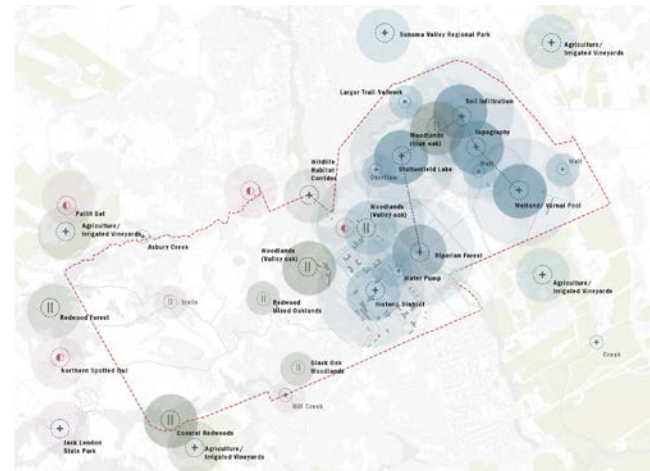 Sonoma Valley Regional Park
Agriculture/
Irrigated Vineyards
Larger Trail Network
Soil Infiltration
Woodlands
(blue oak)
Topography
Wildlife
Habitat
Corridor
Suttonfield Lake
Well
Well
Wetland/ Vernal Pool
Pallid Bat
Agriculture/
Irrigated Vineyards
Asbury Creek
Woodlands
(Valley oak)
Woodlands
(Valley oak)
Riparian Forest
Water Pump
Agriculture/
Irrigated Vineyards
Redwood Forest
Redwood
Mixed Oaklands
Historic District
Creek
Northern Spotted Owl
Black Oak
Woodlands
Mill Creek
Jack London
State Park
Coastal Redwoods
Agriculture/
Irrigated Vineyards